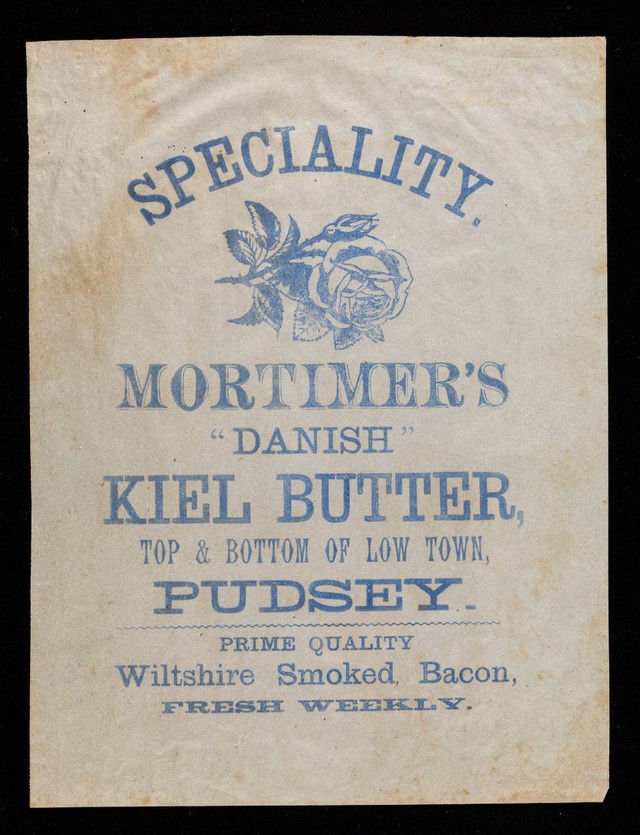 SPECIALITY.
MORTIMER'S
"DANISH"
KIEL BUTTER,
TOP & BOTTOM OF LOW TOWN,
PUDSEY.
PRIME QUALITY
Wiltshire Smoked, Bacon,
FRESH WEEKLY.